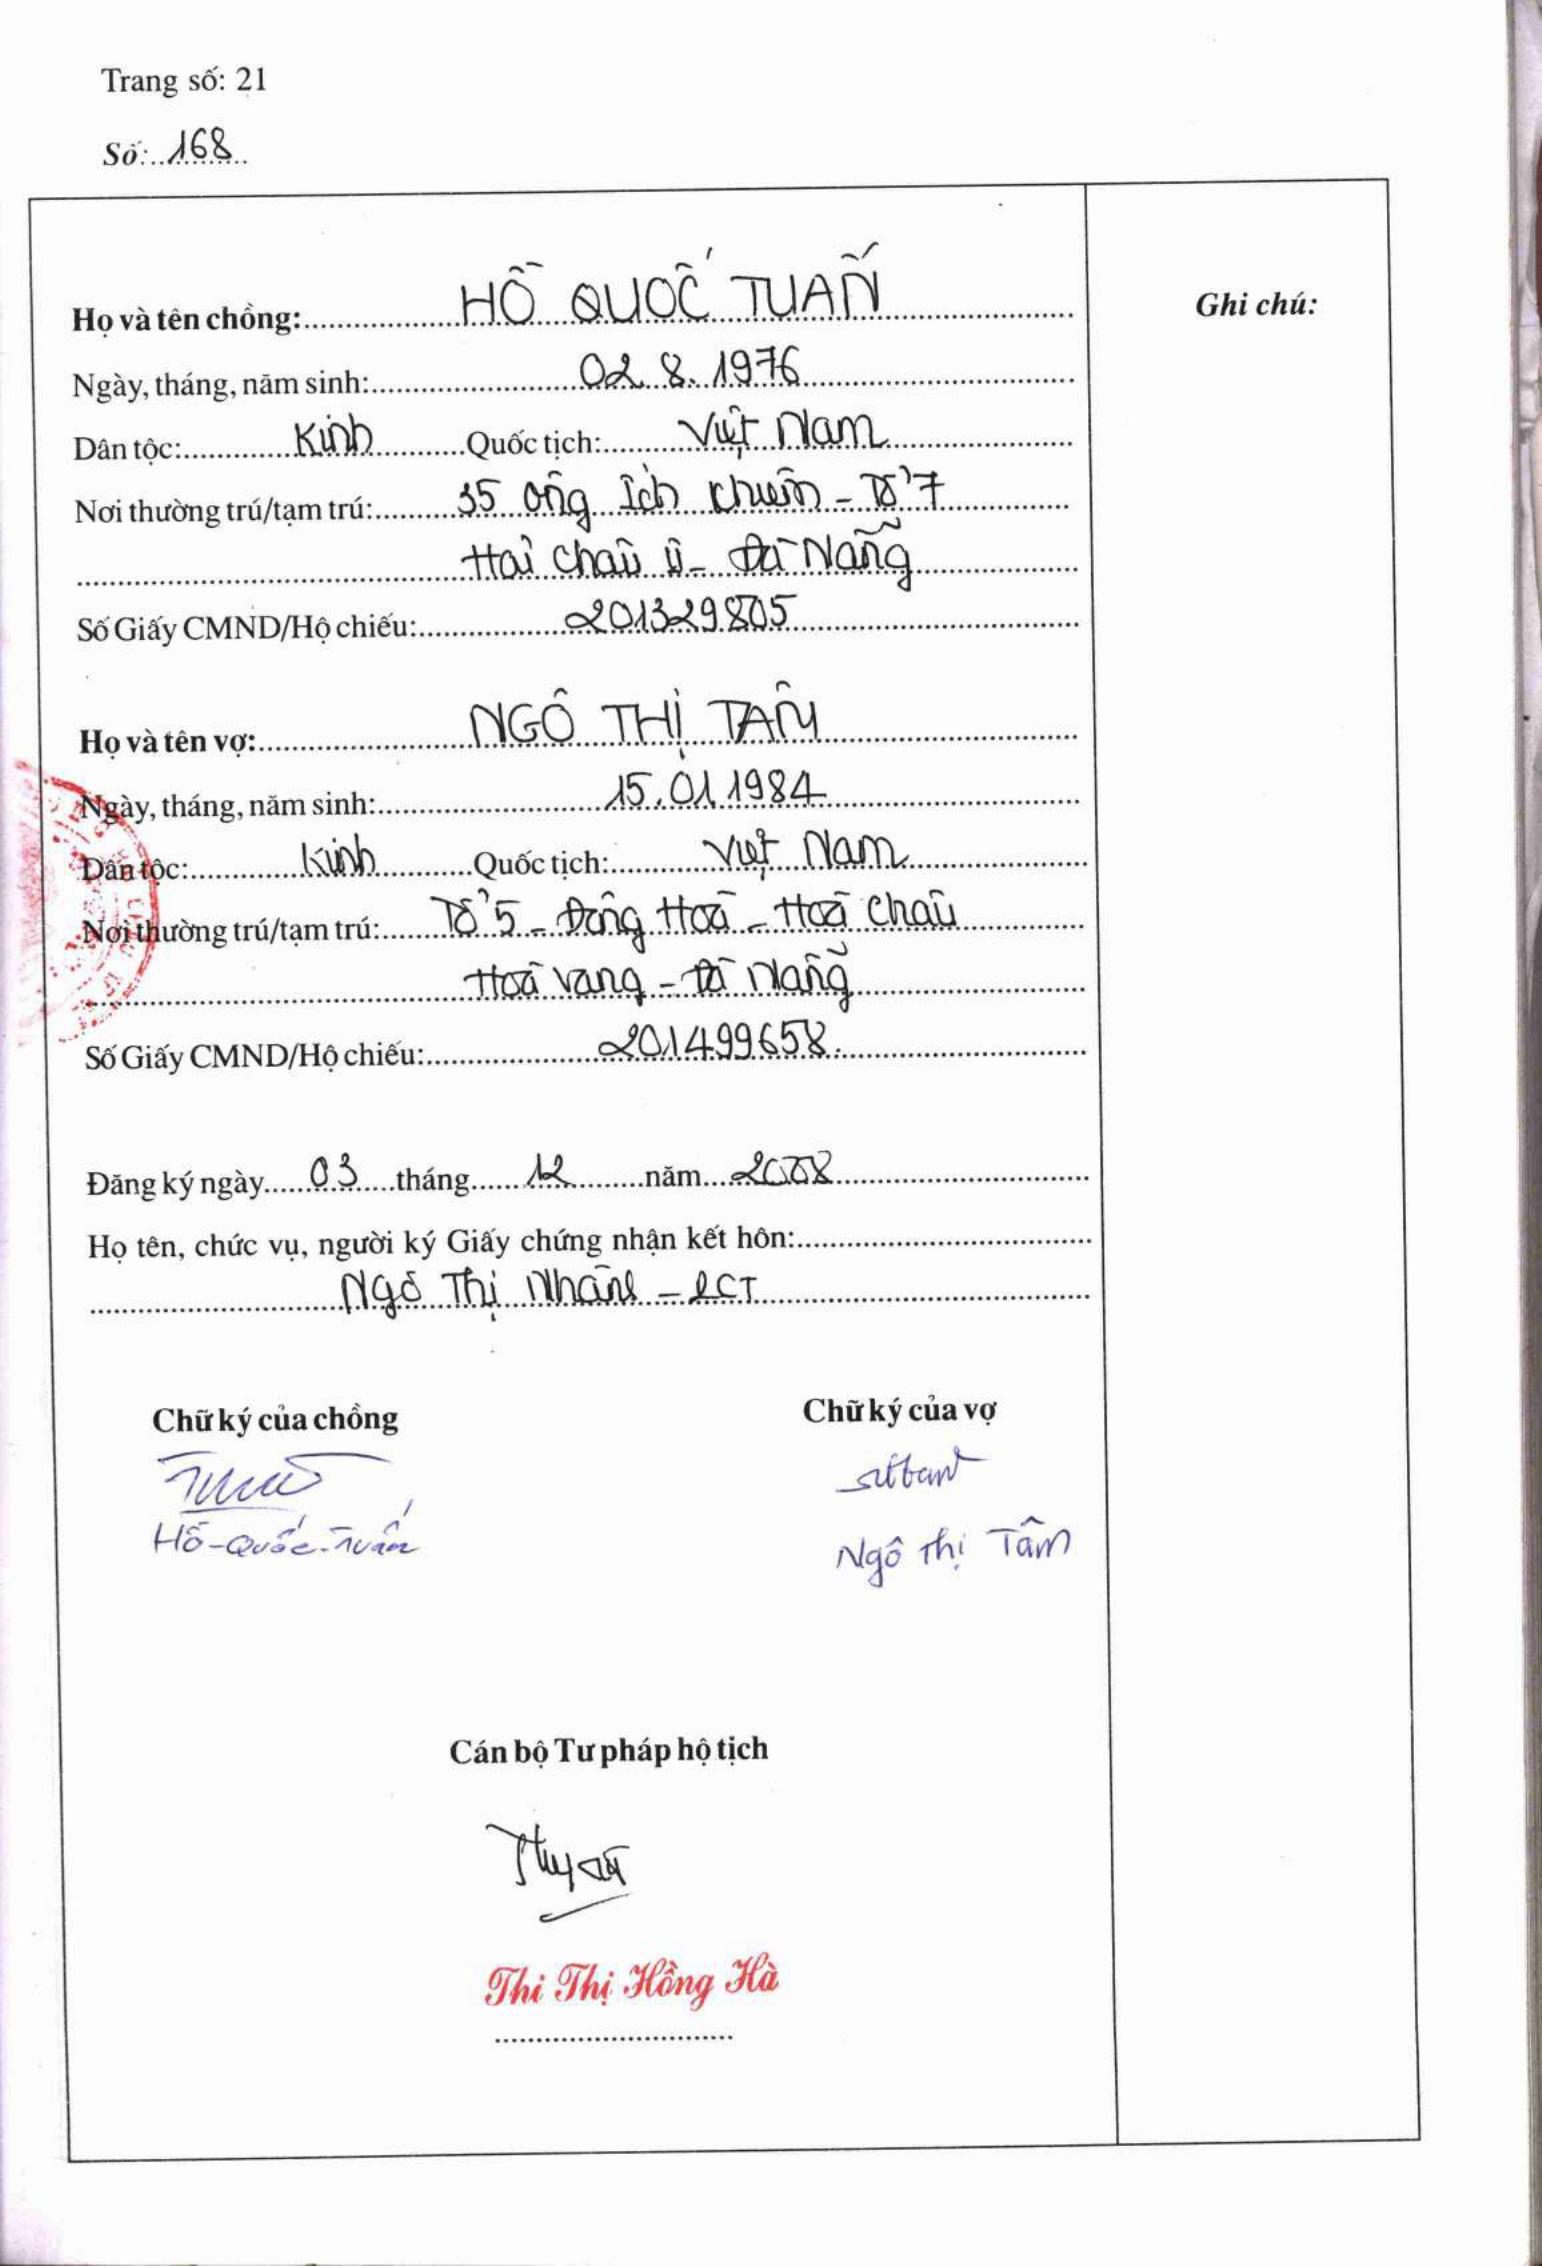 Trang số: 21
Số: 168
Họ và tên chồng: HỒ QUỐC TUẤN
Ghi chú:
Ngày, tháng, năm sinh: 02.8.1976
Dân tộc: Kinh Quốc tịch: Việt Nam
Nơi thường trú/tạm trú: 35 Ông Ích Khiêm - Tổ 7
Hải Châu II - Đà Nẵng
Số Giấy CMND/Hộ chiếu: 201329805
Họ và tên vợ: NGÔ THỊ TÂM
Ngày, tháng, năm sinh: 15.01.1984
Dân tộc: Kinh Quốc tịch: Việt Nam
Nơi thường trú/tạm trú: Tổ 5 - Đông Hoà - Hoà Châu
Hoà Vang - Đà Nẵng
Số Giấy CMND/Hộ chiếu: 201499658
Đăng ký ngày 03 tháng 12 năm 2008
Họ tên, chức vụ, người ký Giấy chứng nhận kết hôn:
Ngô Thị - PCT
Chữ ký của chồng Chữ ký của vợ
Hồ-Quốc-Tuấn Ngô Thị Tâm
Cán bộ Tư pháp hộ tịch
Thi Thị Hồng Hà